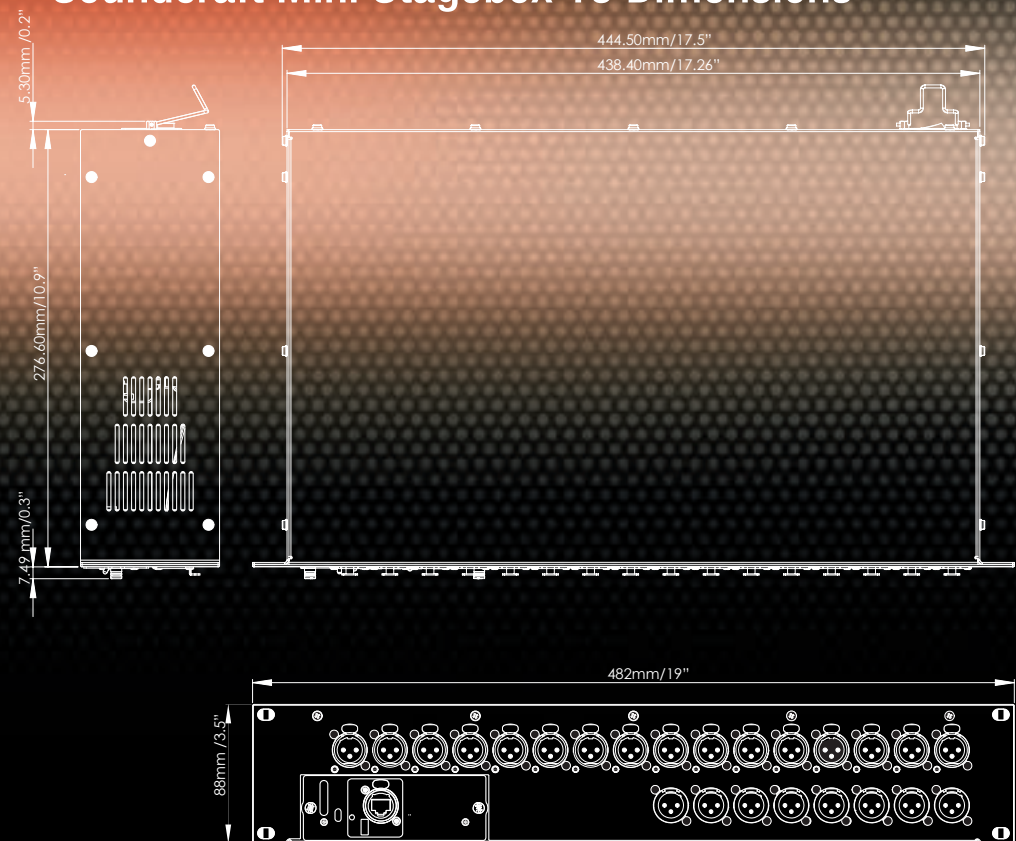 Soundcraft Mini Stagebox 16 Dimensions
5.30mm /0.2"
444.50mm/17.5"
438.40mm/17.26"
276.60mm/10.9"
7.49 mm/0.3"
482mm/19"
88mm /3.5"